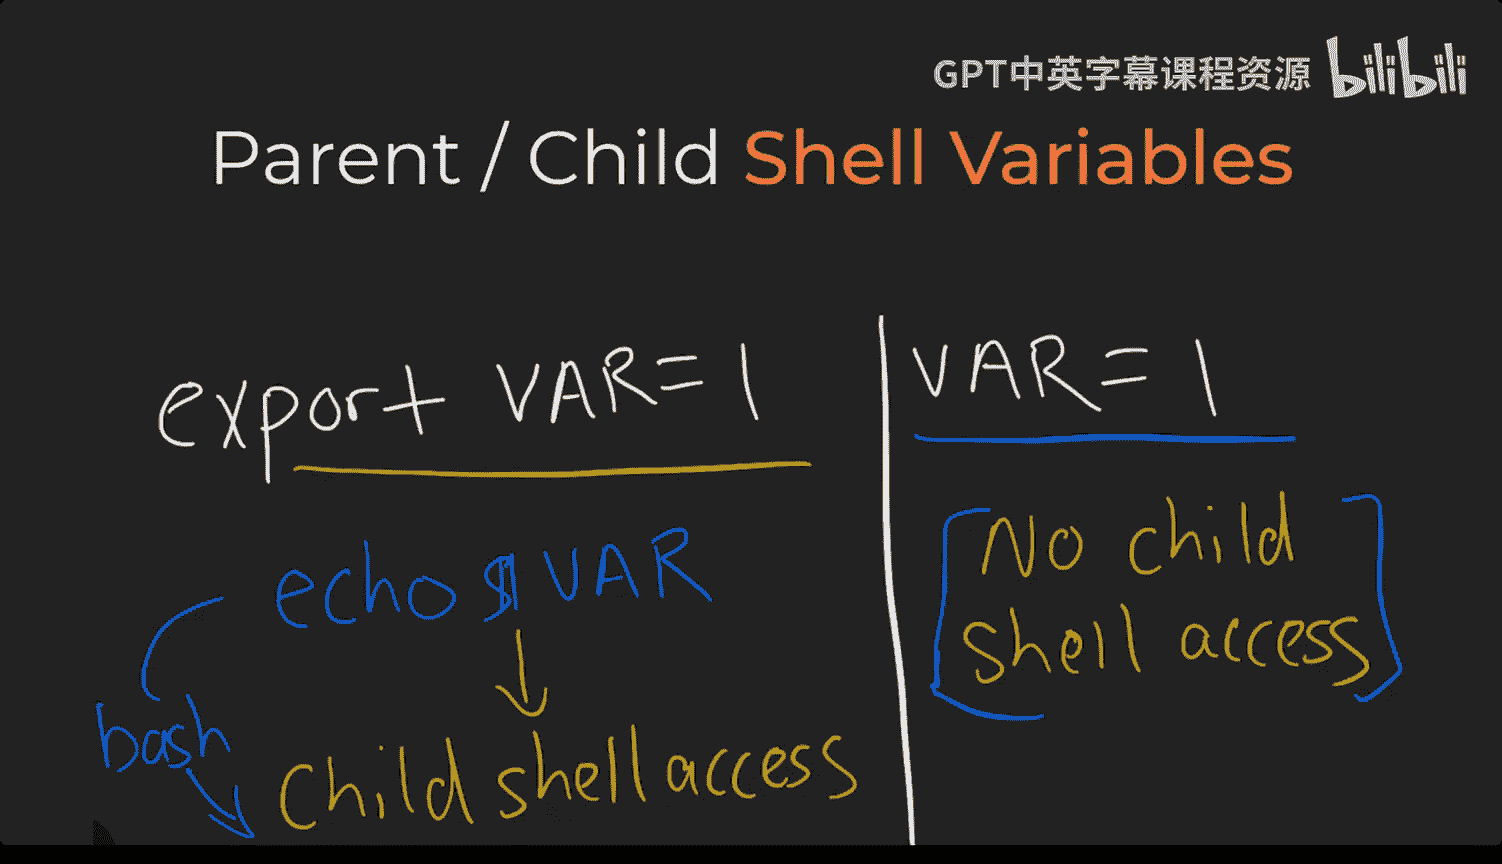 GPT中英字幕课程资源 bilibili
Parent / Child Shell Variables
export VAR=1
echo $VAR
bash
Child shell access
VAR=1
No child
shell access